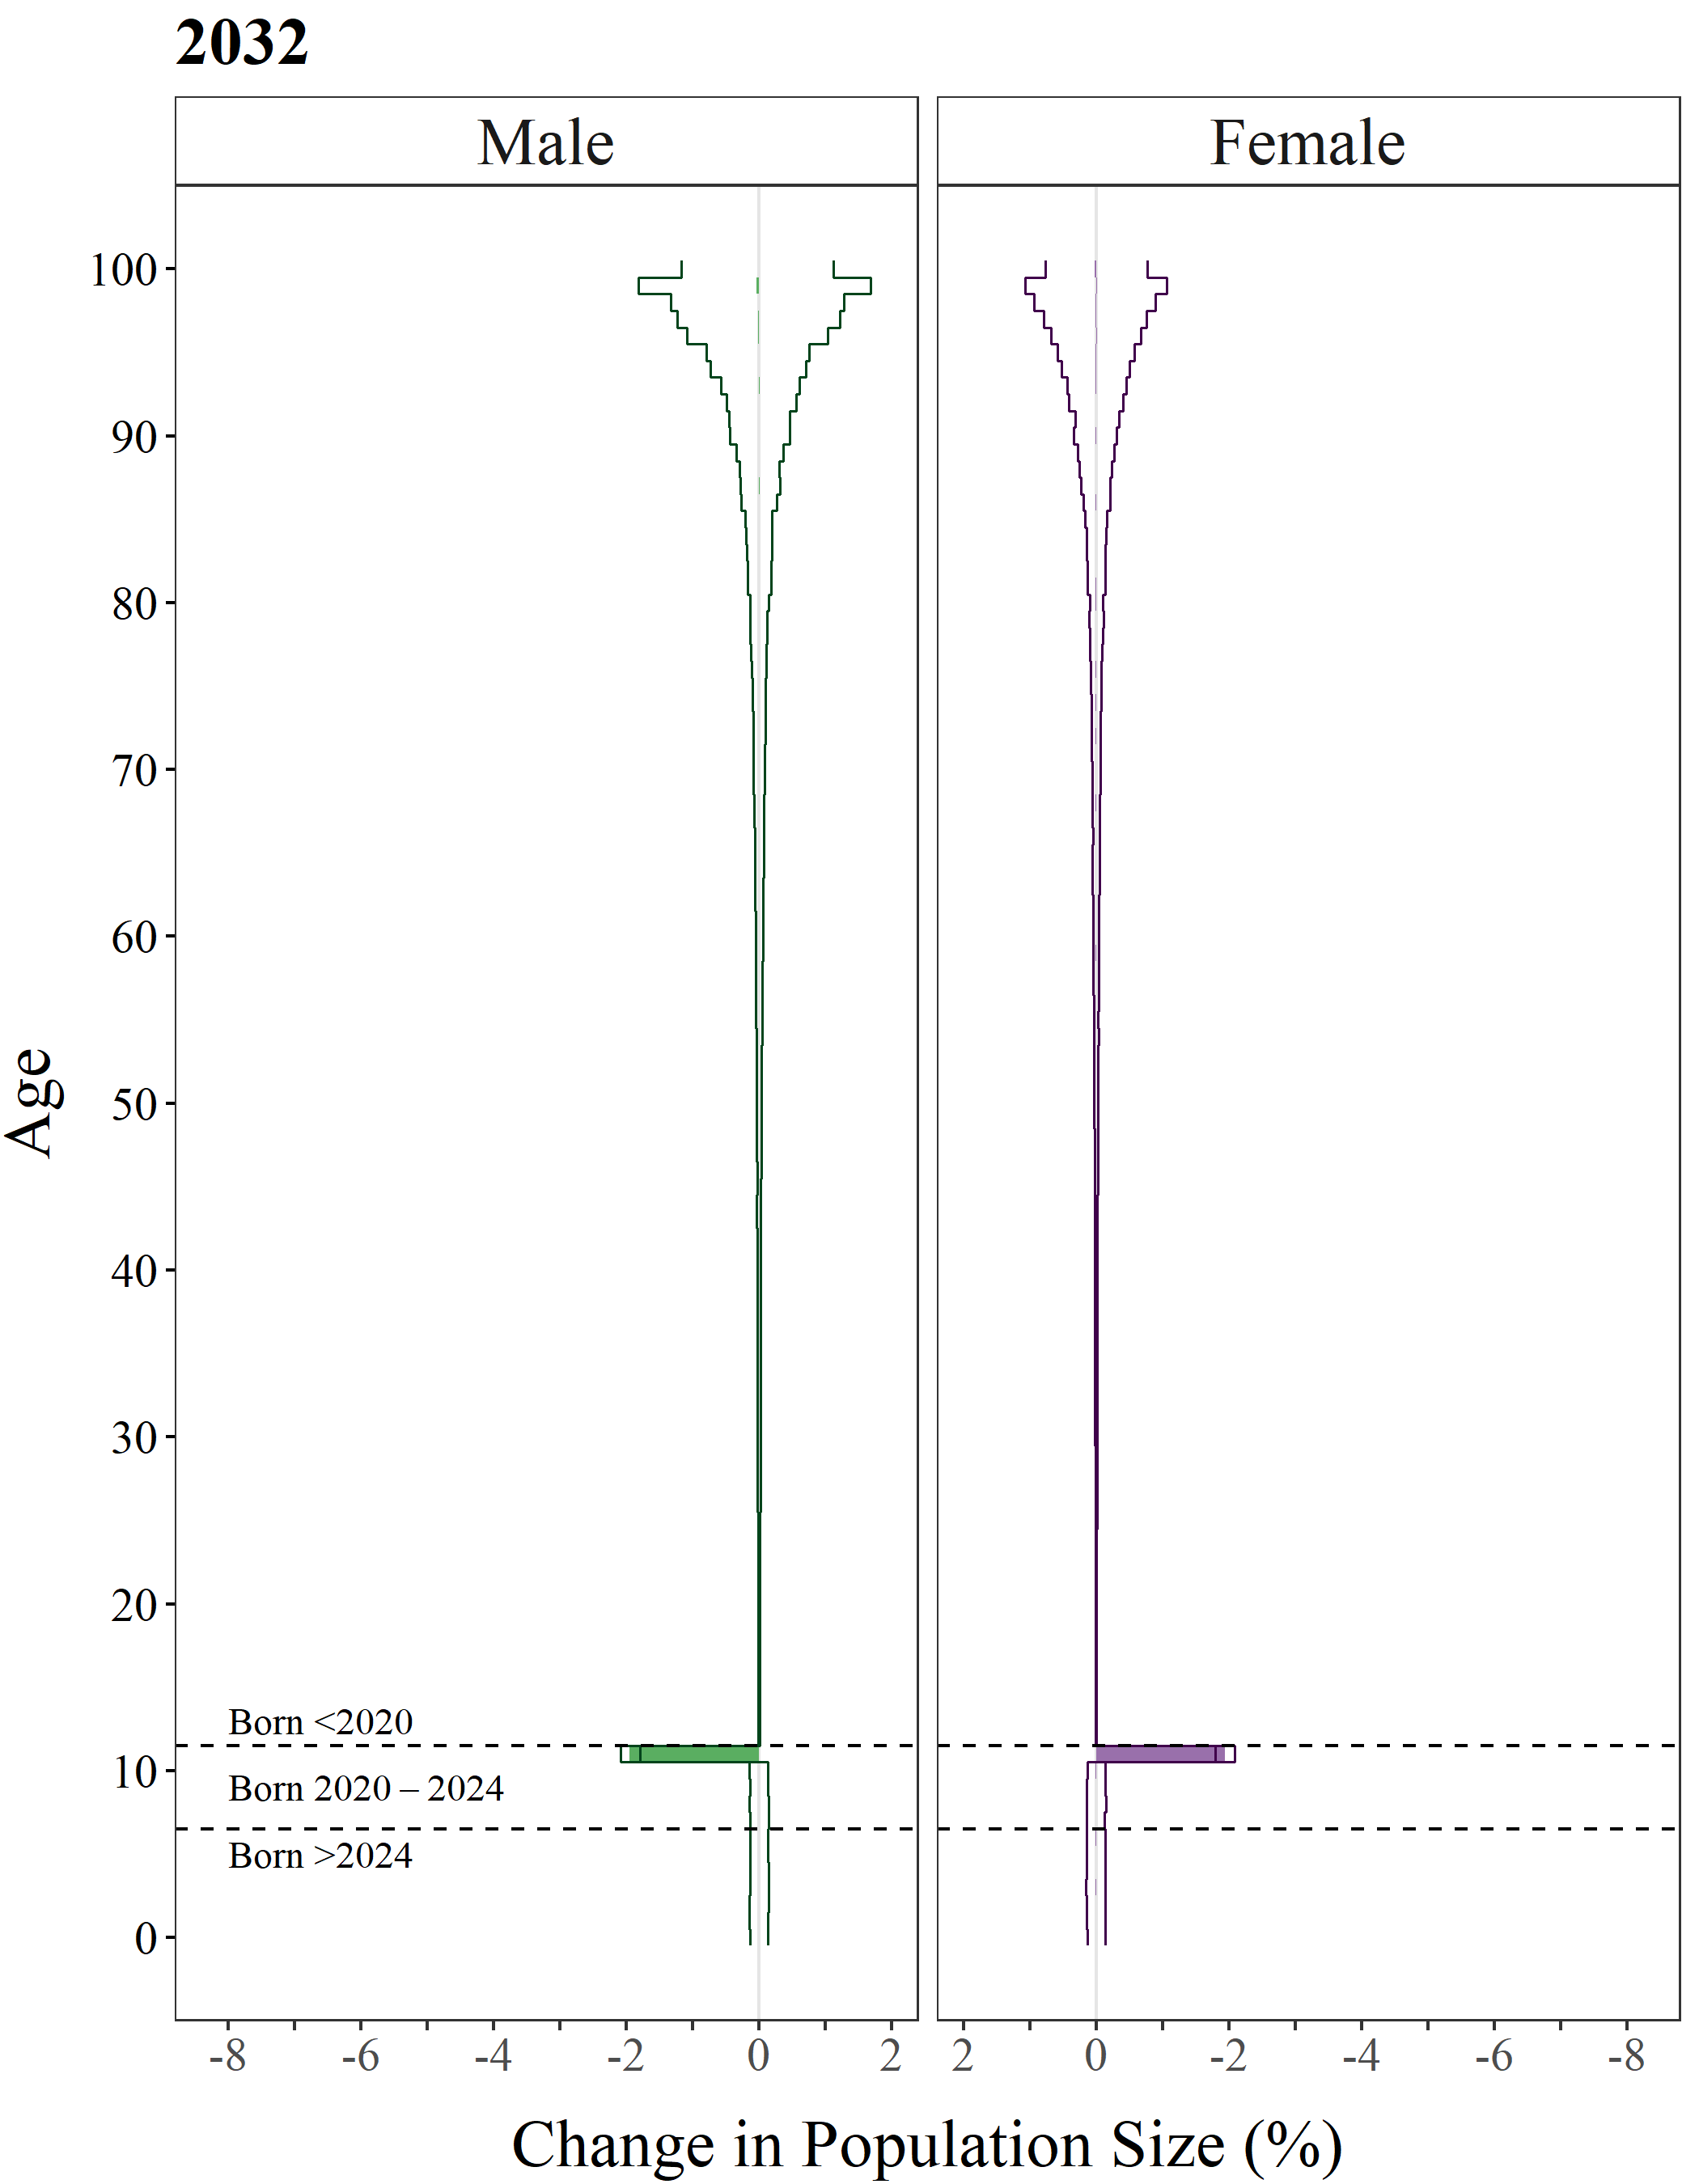 2032
Male
Female
100
90
80
70
60
50
40
30
20
10
0
Age
Born <2020
Born 2020 – 2024
Born >2024
-8 -6 -4 -2 0 2
2 0 -2 -4 -6 -8
Change in Population Size (%)